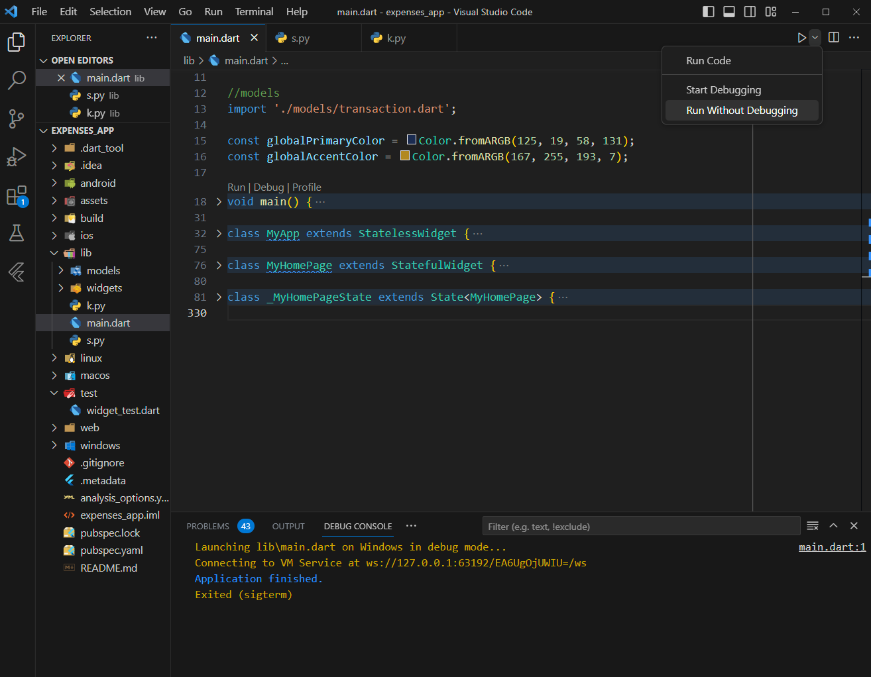 File Edit Selection View Go Run Terminal Help main.dart - expenses_app - Visual Studio Code
EXPLORER ...
OPEN EDITORS
main.dart lib
s.py lib
k.py lib
EXPENSES_APP
.dart_tool
.idea
android
assets
build
ios
lib
models
widgets
k.py
main.dart
s.py
linux
macos
test
widget_test.dart
web
windows
.gitignore
.metadata
analysis_options.y...
expenses_app.iml
pubspec.lock
pubspec.yaml
README.md
1
main.dart s.py k.py
lib > main.dart > ...
Run Code
Start Debugging
Run Without Debugging
11
12 //models
13 import './models/transaction.dart';
14
15 const globalPrimaryColor = Color.fromARGB(125, 19, 58, 131);
16 const globalAccentColor = Color.fromARGB(167, 255, 193, 7);
17
Run | Debug | Profile
18 void main() { ...
31
32 class MyApp extends StatelessWidget { ...
75
76 class MyHomePage extends StatefulWidget { ...
80
81 class _MyHomePageState extends State<MyHomePage> { ...
330
PROBLEMS 43 OUTPUT DEBUG CONSOLE ... Filter (e.g. text, !exclude)
Launching lib\main.dart on Windows in debug mode... main.dart:1
Connecting to VM Service at ws://127.0.0.1:63192/EA6UgOjUWIU=/ws
Application finished.
Exited (sigterm)